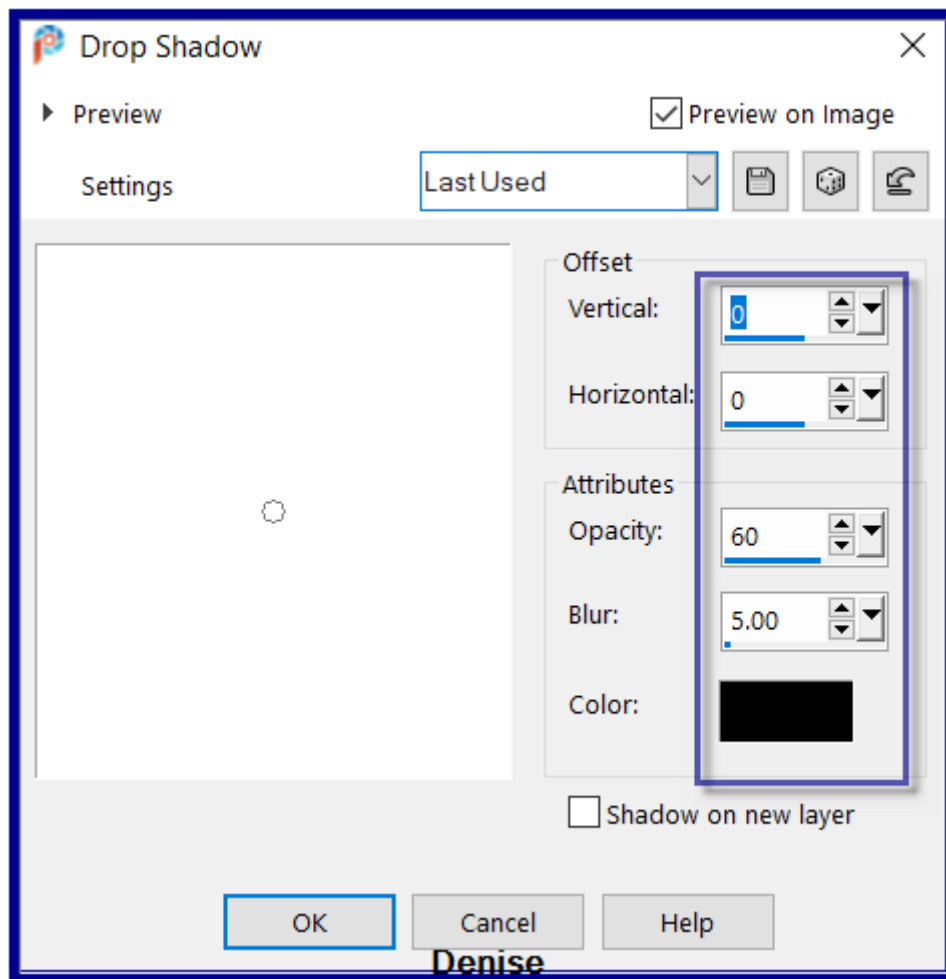 Drop Shadow
Preview
Preview on Image
Settings
Last Used
Offset
Vertical: 0
Horizontal: 0
Attributes
Opacity: 60
Blur: 5.00
Color:
Shadow on new layer
OK Cancel Help
Denise